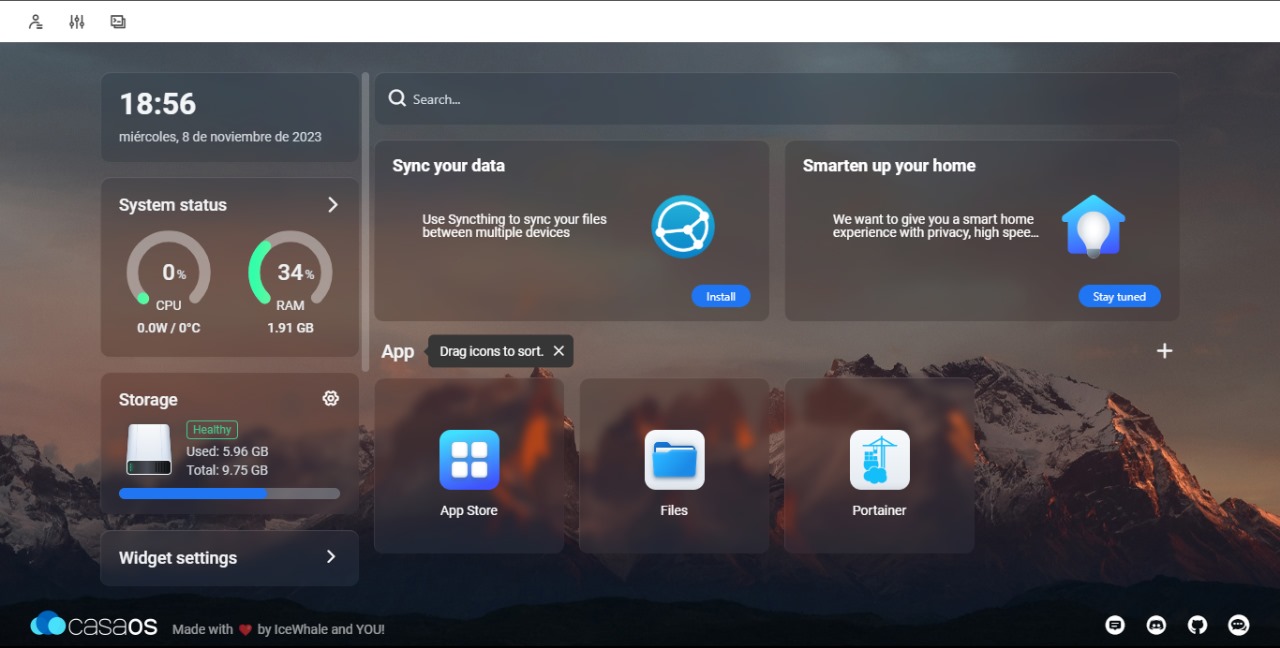 18:56
miércoles, 8 de noviembre de 2023
System status
0%
CPU
0.0W / 0°C
34%
RAM
1.91 GB
Storage
Healthy
Used: 5.96 GB
Total: 9.75 GB
Widget settings
Search...
Sync your data
Use Syncthing to sync your files
between multiple devices
Install
Smarten up your home
We want to give you a smart home
experience with privacy, high spee...
Stay tuned
App
Drag icons to sort.
App Store
Files
Portainer
casaOS
Made with ❤ by IceWhale and YOU!